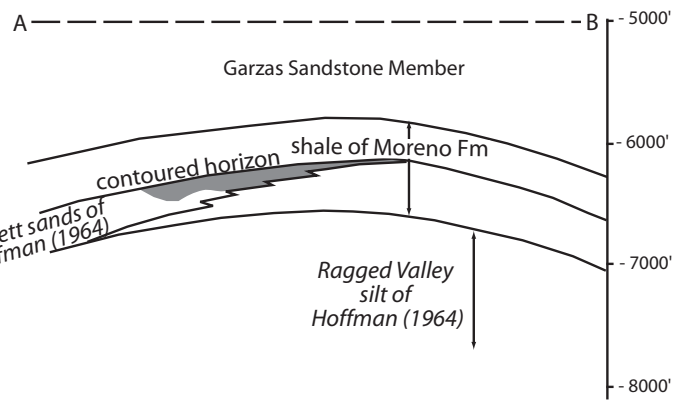 A
B
- 5000'
Garzas Sandstone Member
- 6000'
shale of Moreno Fm
contoured horizon
sands of
(1964)
- 7000'
Ragged Valley
silt of
Hoffman (1964)
- 8000'